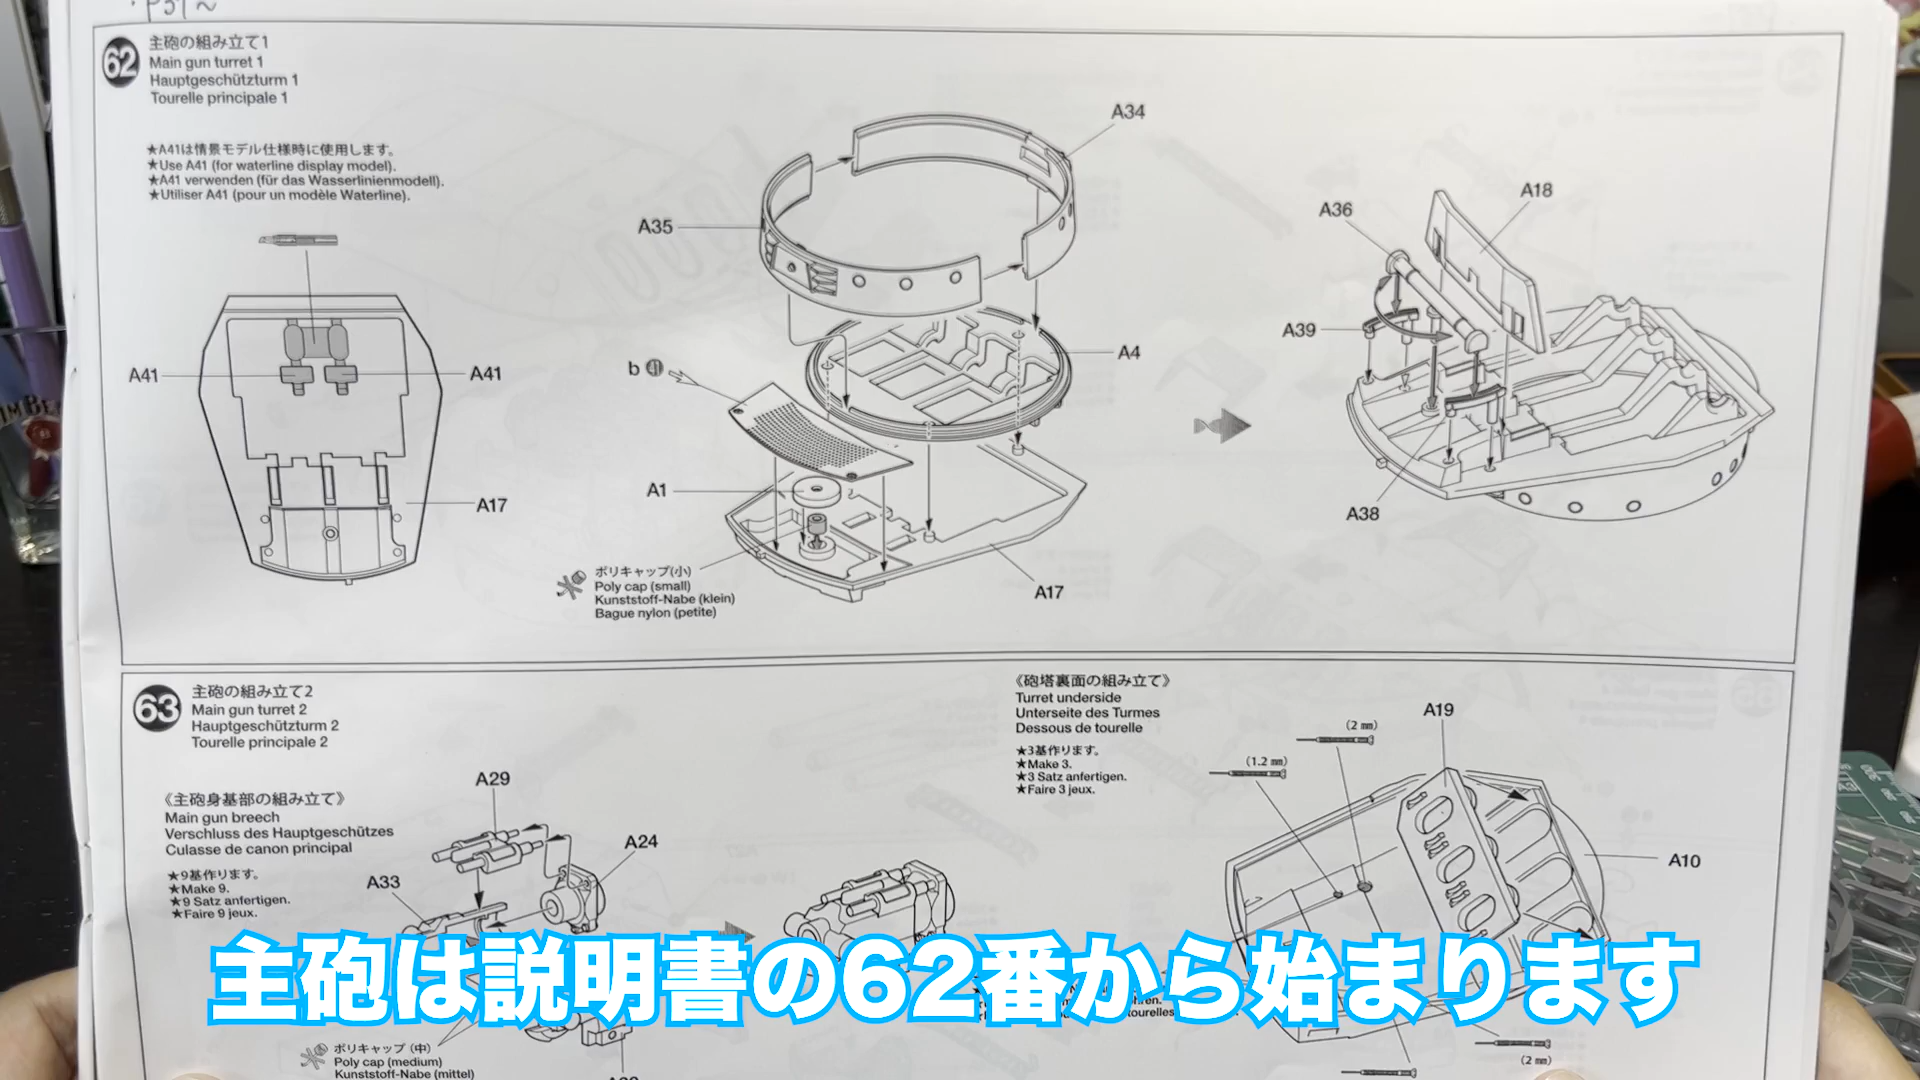 P31〜
62
主砲の組み立て1
Main gun turret 1
Hauptgeschützturm 1
Tourelle principale 1
★A41は情景モデル仕様時に使用します。
★Use A41 (for waterline display model).
★A41 verwenden (für das Wasserlinienmodell).
★Utiliser A41 (pour un modèle Waterline).
A41
A41
A17
A34
A35
A4
b
A1
ポリキャップ(小)
Poly cap (small)
Kunststoff-Nabe (klein)
Bague nylon (petite)
A17
A18
A36
A39
A38
63
主砲の組み立て2
Main gun turret 2
Hauptgeschützturm 2
Tourelle principale 2
《主砲身基部の組み立て》
Main gun breech
Verschluss des Hauptgeschützes
Culasse de canon principal
★9基作ります。
★Make 9.
★9 Satz anfertigen.
★Faire 9 jeux.
A29
A24
A33
ポリキャップ (中)
Poly cap (medium)
Kunststoff-Nabe (mittel)
《砲塔裏面の組み立て》
Turret underside
Unterseite des Turmes
Dessous de tourelle
★3基作ります。
★Make 3.
★3 Satz anfertigen.
★Faire 3 jeux.
(2 mm)
(1.2 mm)
A19
A10
(2 mm)
主砲は説明書の62番から始まります